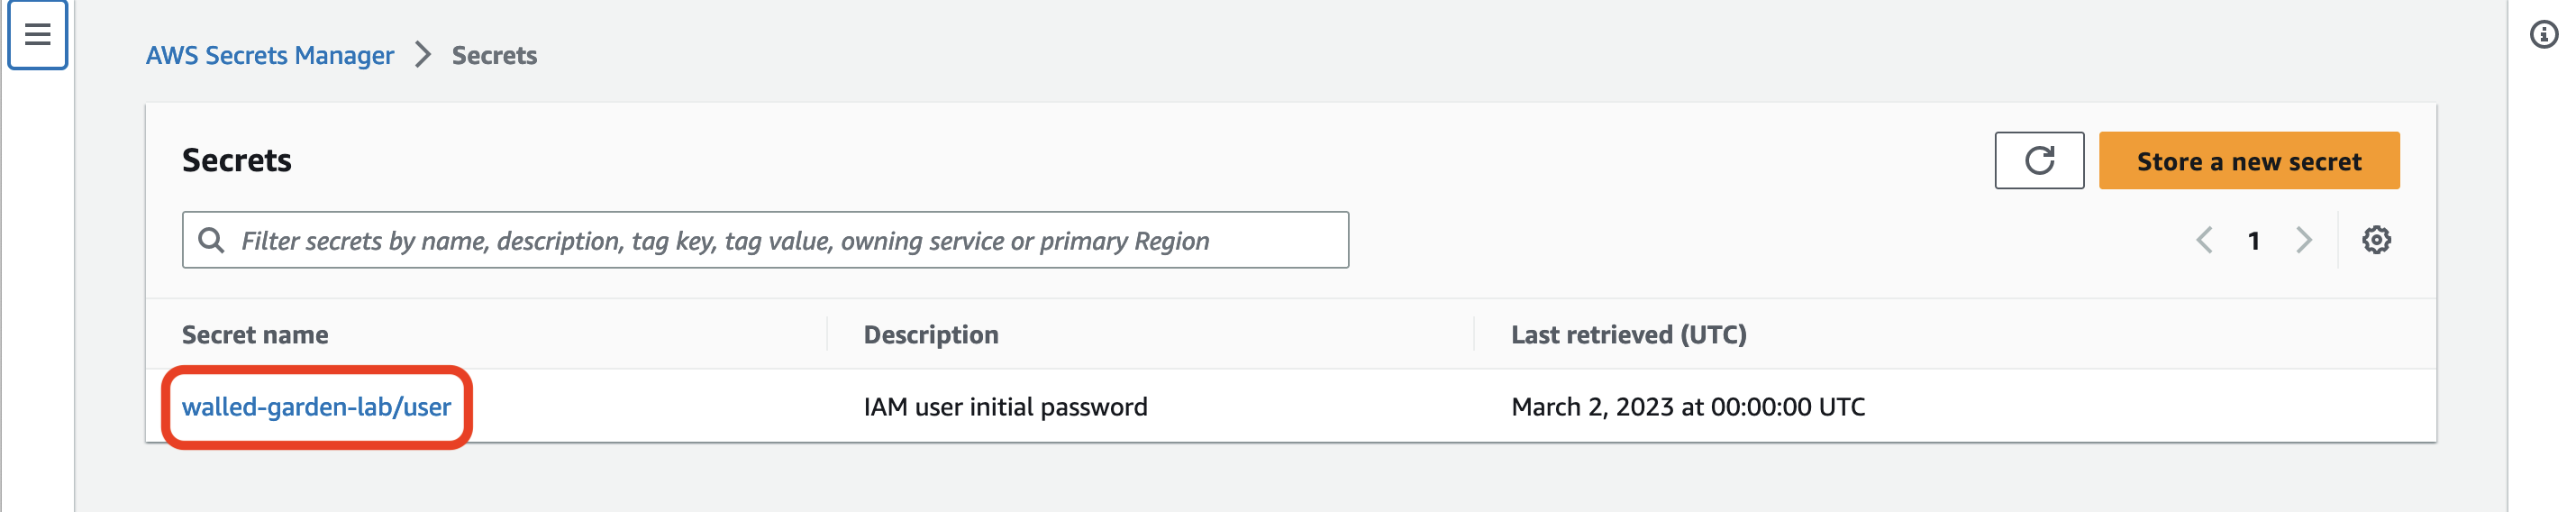 AWS Secrets Manager > Secrets
Secrets
Store a new secret
Filter secrets by name, description, tag key, tag value, owning service or primary Region
1
Secret name Description Last retrieved (UTC)
walled-garden-lab/user IAM user initial password March 2, 2023 at 00:00:00 UTC